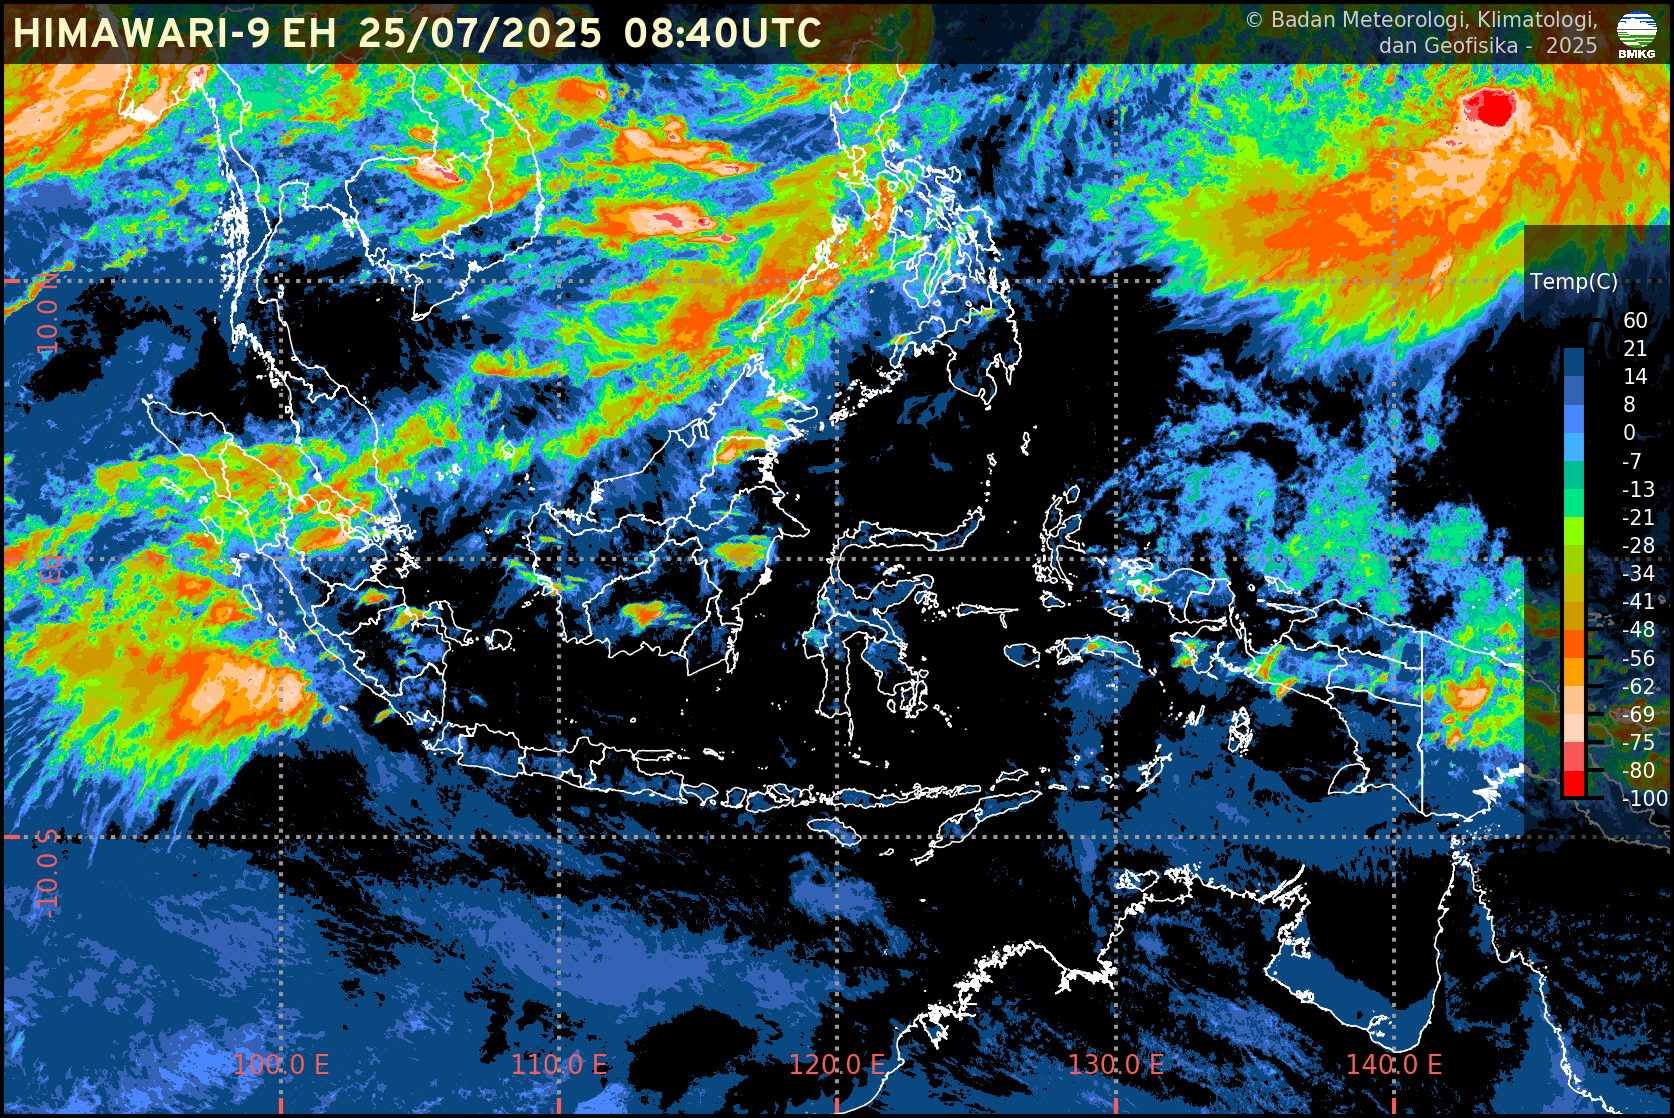 HIMAWARI-9 EH 25/07/2025 08:40UTC
© Badan Meteorologi, Klimatologi,
dan Geofisika - 2025
BMKG
Temp(C)
60
21
14
8
0
-7
-13
-21
-28
-34
-41
-48
-56
-62
-69
-75
-80
-100
10.0 N
EQ
-10.0 S
100.0 E
110.0 E
120.0 E
130.0 E
140.0 E